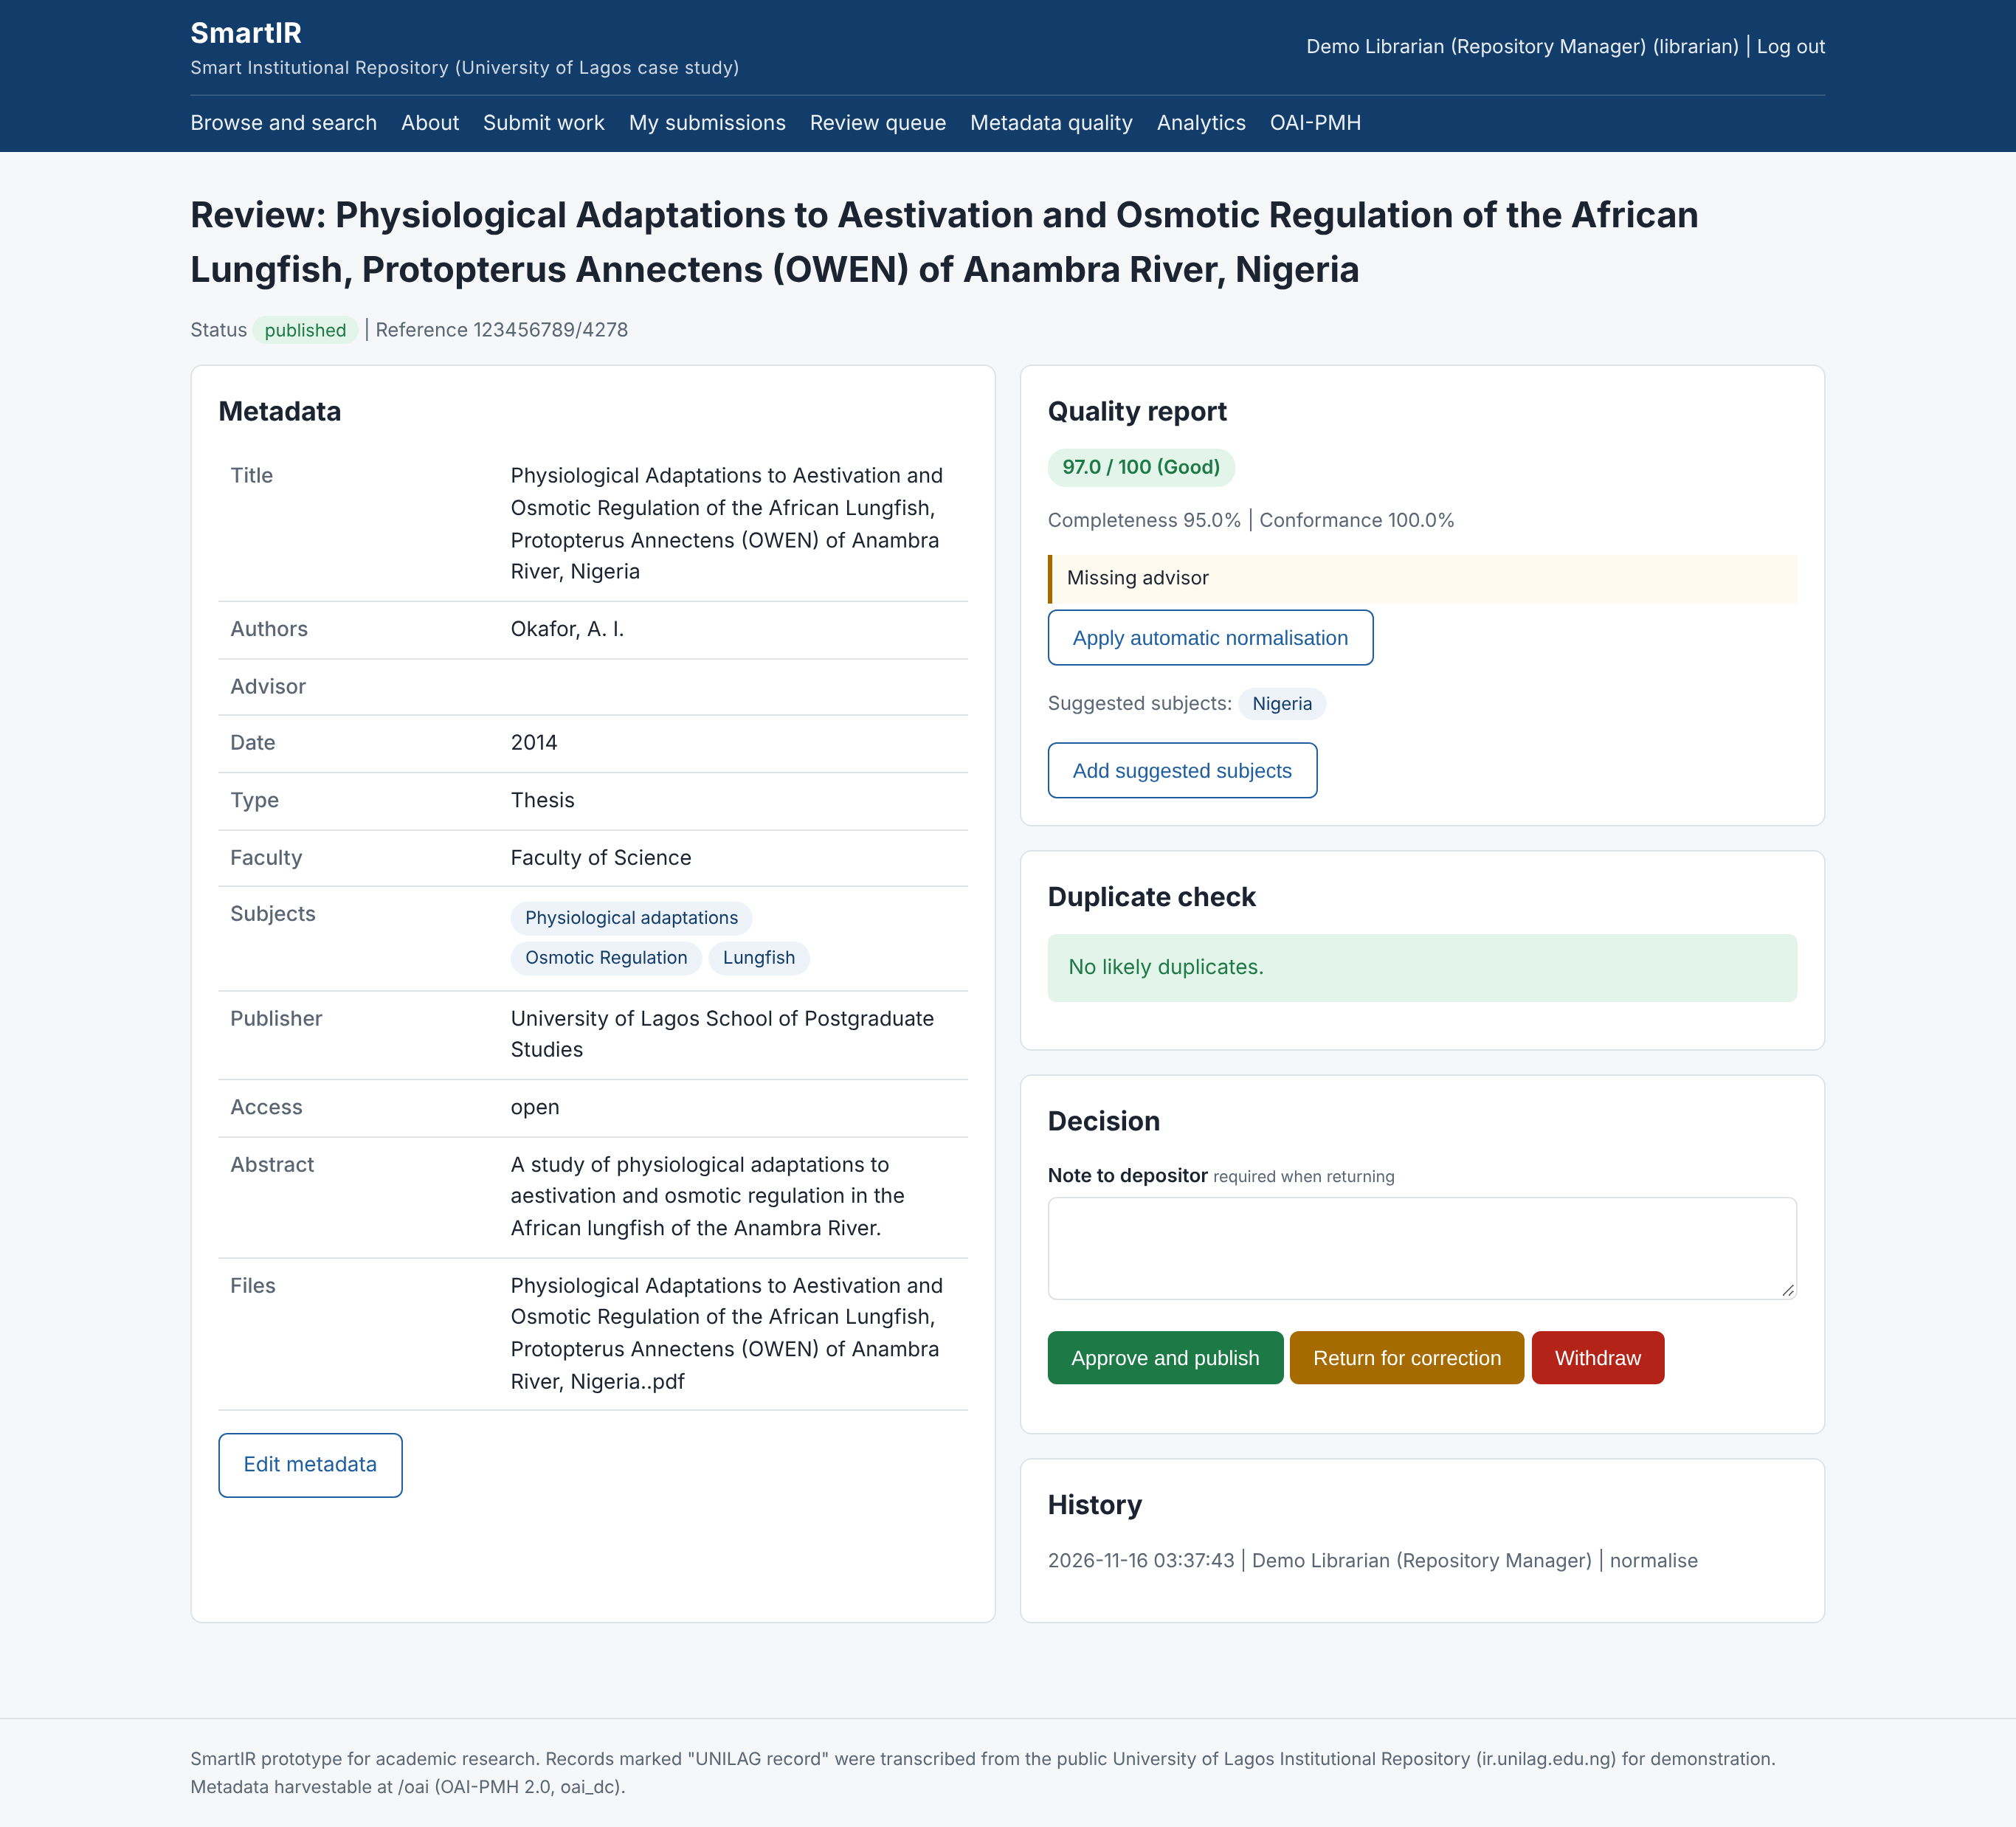 SmartIR
Smart Institutional Repository (University of Lagos case study)
Demo Librarian (Repository Manager) (librarian) | Log out
Browse and search About Submit work My submissions Review queue Metadata quality Analytics OAI-PMH
Review: Physiological Adaptations to Aestivation and Osmotic Regulation of the African
Lungfish, Protopterus Annectens (OWEN) of Anambra River, Nigeria
Status published | Reference 123456789/4278
Metadata
Title Physiological Adaptations to Aestivation and
Osmotic Regulation of the African Lungfish,
Protopterus Annectens (OWEN) of Anambra
River, Nigeria
Authors Okafor, A. I.
Advisor
Date 2014
Type Thesis
Faculty Faculty of Science
Subjects Physiological adaptations
Osmotic Regulation Lungfish
Publisher University of Lagos School of Postgraduate
Studies
Access open
Abstract A study of physiological adaptations to
aestivation and osmotic regulation in the
African lungfish of the Anambra River.
Files Physiological Adaptations to Aestivation and
Osmotic Regulation of the African Lungfish,
Protopterus Annectens (OWEN) of Anambra
River, Nigeria..pdf
Edit metadata
Quality report
97.0 / 100 (Good)
Completeness 95.0% | Conformance 100.0%
Missing advisor
Apply automatic normalisation
Suggested subjects: Nigeria
Add suggested subjects
Duplicate check
No likely duplicates.
Decision
Note to depositor required when returning
Approve and publish Return for correction Withdraw
History
2026-11-16 03:37:43 | Demo Librarian (Repository Manager) | normalise
SmartIR prototype for academic research. Records marked "UNILAG record" were transcribed from the public University of Lagos Institutional Repository (ir.unilag.edu.ng) for demonstration.
Metadata harvestable at /oai (OAI-PMH 2.0, oai_dc).